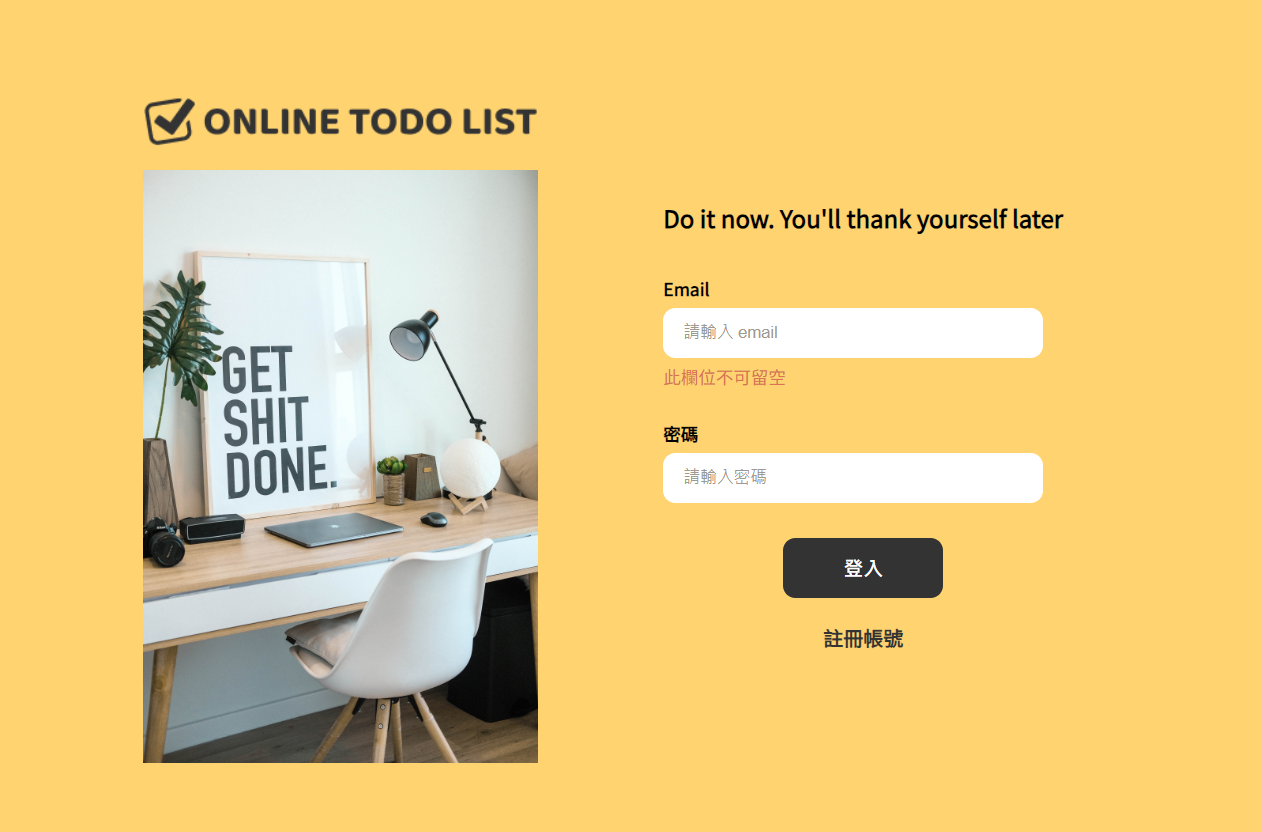 ONLINE TODO LIST
GET
SHIT
DONE.
Do it now. You'll thank yourself later
Email
請輸入 email
此欄位不可留空
密碼
請輸入密碼
登入
註冊帳號